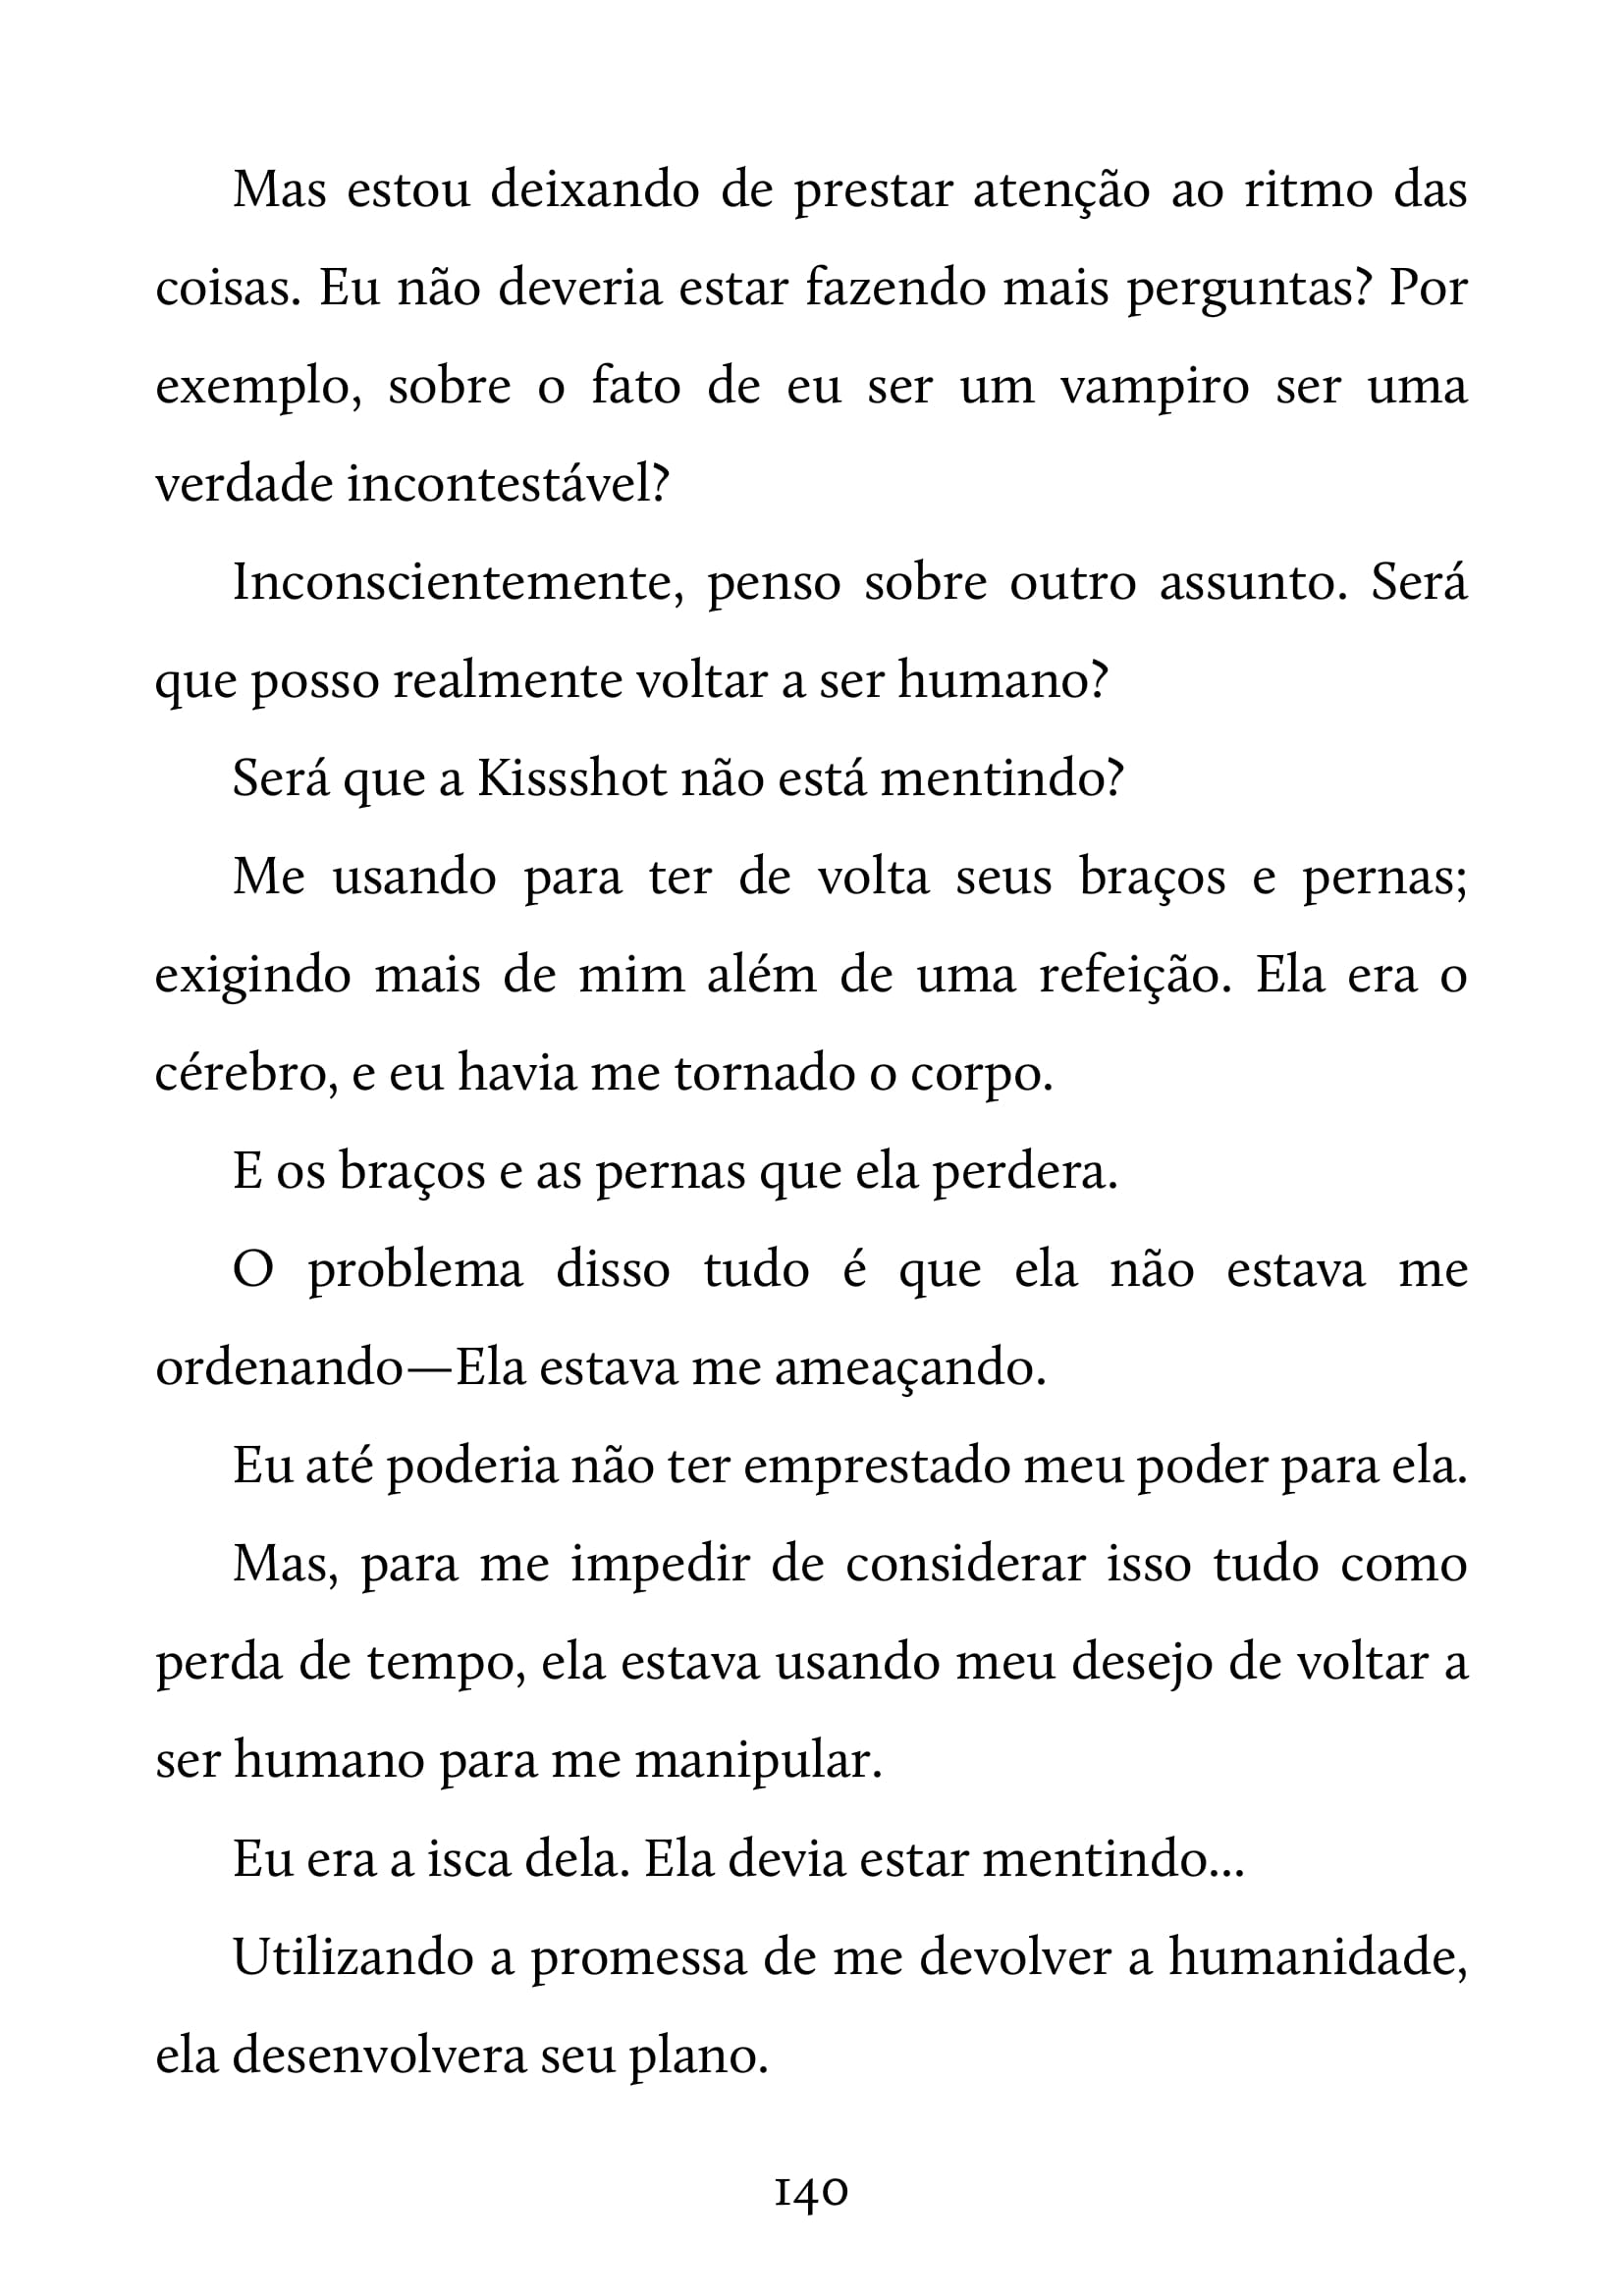 Mas estou deixando de prestar atenção ao ritmo das
coisas. Eu não deveria estar fazendo mais perguntas? Por
exemplo, sobre o fato de eu ser um vampiro ser uma
verdade incontestável?
Inconscientemente, penso sobre outro assunto. Será
que posso realmente voltar a ser humano?
Será que a Kissshot não está mentindo?
Me usando para ter de volta seus braços e pernas;
exigindo mais de mim além de uma refeição. Ela era o
cérebro, e eu havia me tornado o corpo.
E os braços e as pernas que ela perdera.
O problema disso tudo é que ela não estava me
ordenando—Ela estava me ameaçando.
Eu até poderia não ter emprestado meu poder para ela.
Mas, para me impedir de considerar isso tudo como
perda de tempo, ela estava usando meu desejo de voltar a
ser humano para me manipular.
Eu era a isca dela. Ela devia estar mentindo...
Utilizando a promessa de me devolver a humanidade,
ela desenvolvera seu plano.
140